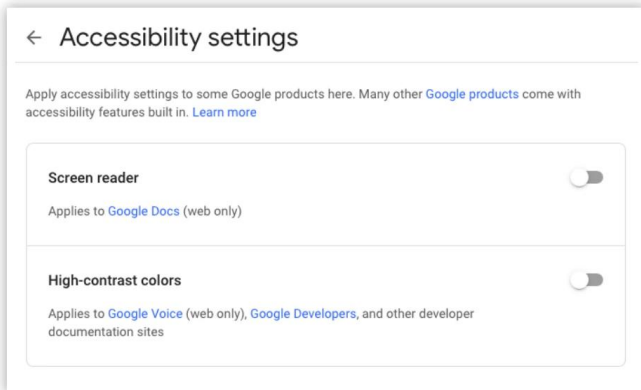 Accessibility settings
Apply accessibility settings to some Google products here. Many other Google products come with
accessibility features built in. Learn more
Screen reader
Applies to Google Docs (web only)
High-contrast colors
Applies to Google Voice (web only), Google Developers, and other developer
documentation sites